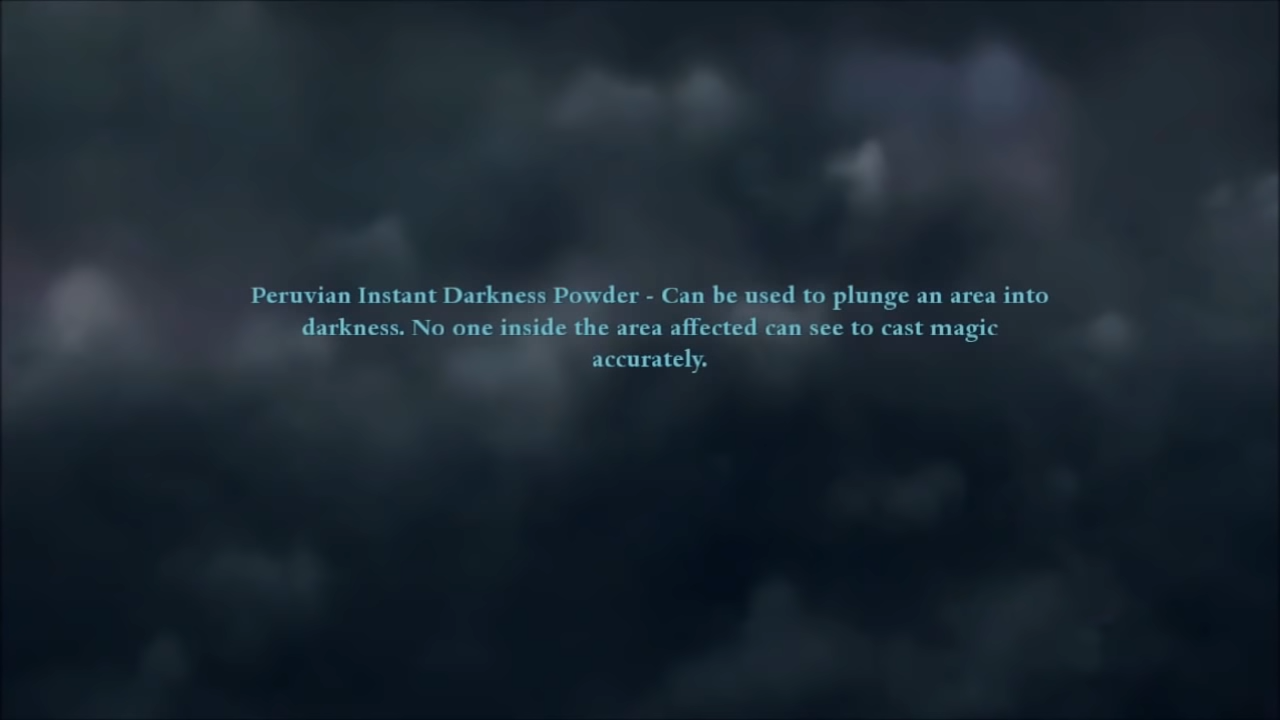 Peruvian Instant Darkness Powder - Can be used to plunge an area into
darkness. No one inside the area affected can see to cast magic
accurately.